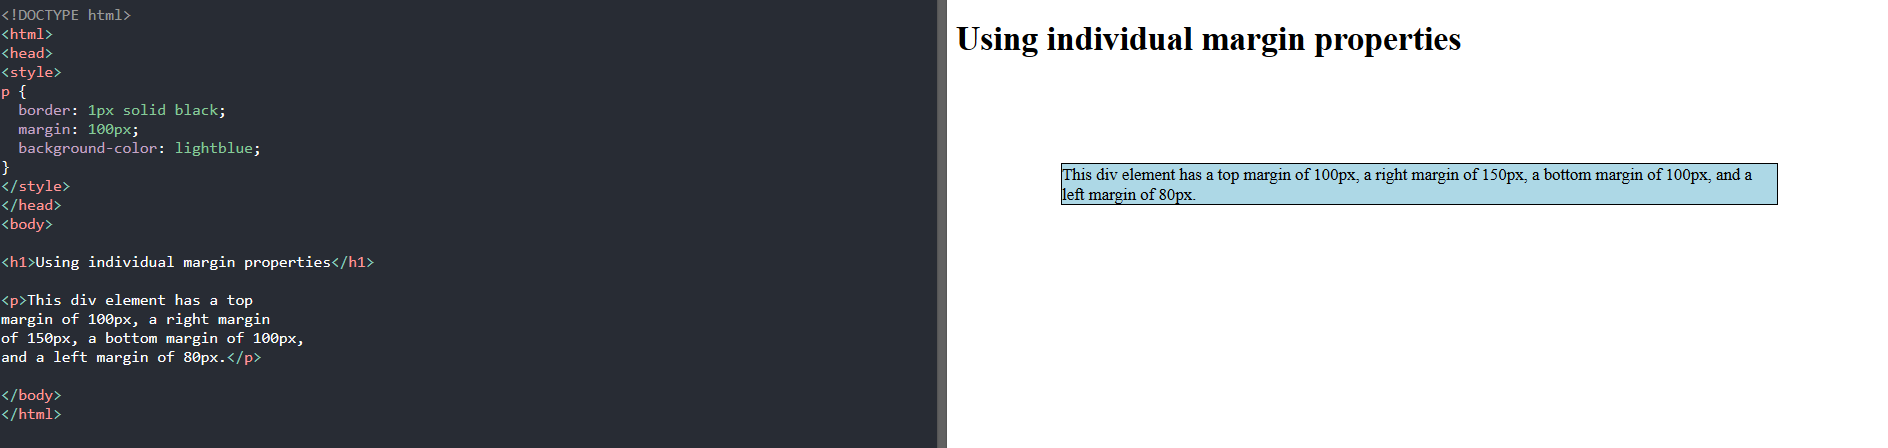 <!DOCTYPE html>
<html>
<head>
<style>
p {
  border: 1px solid black;
  margin: 100px;
  background-color: lightblue;
}
</style>
</head>
<body>
<h1>Using individual margin properties</h1>
<p>This div element has a top
margin of 100px, a right margin
of 150px, a bottom margin of 100px,
and a left margin of 80px.</p>
</body>
</html>
Using individual margin properties
This div element has a top margin of 100px, a right margin of 150px, a bottom margin of 100px, and a
left margin of 80px.